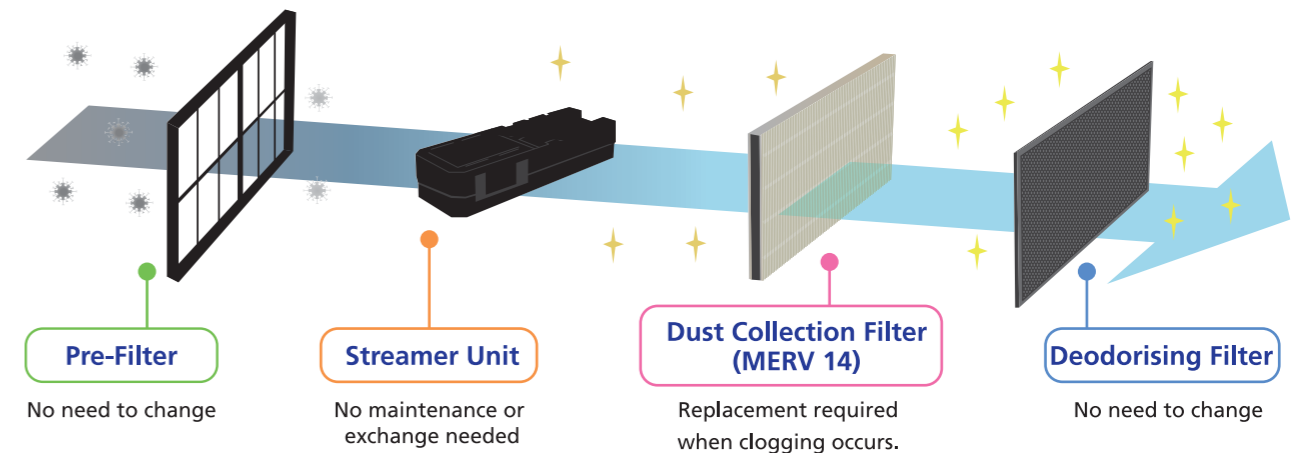 Pre-Filter
No need to change
Streamer Unit
No maintenance or
exchange needed
Dust Collection Filter
(MERV 14)
Replacement required
when clogging occurs.
Deodorising Filter
No need to change